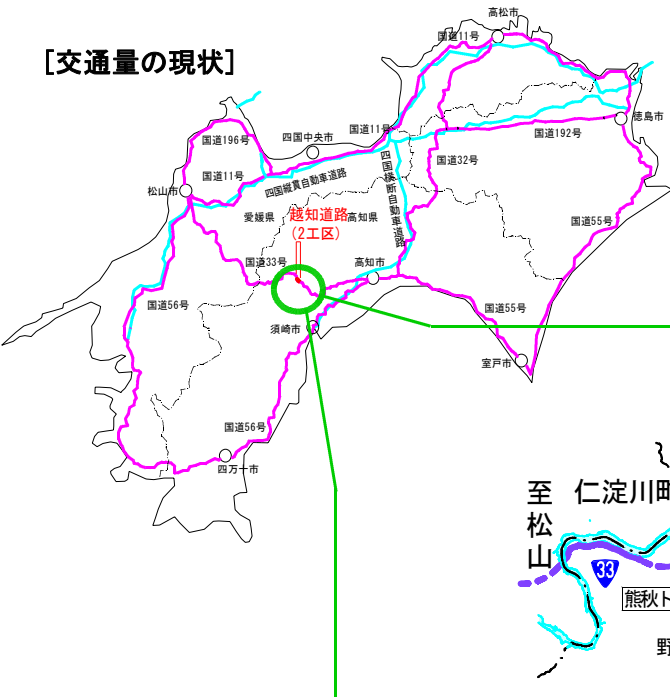 [交通量の現状]
高松市
国道11号
徳島市
国道11号
国道192号
四国中央市
国道196号
国道32号
国道11号
松山市
四国縦貫自動車道路
四国横断自動車道路
愛媛県
高知県
越知道路
(2工区)
国道55号
国道33号
高知市
国道56号
国道55号
須崎市
室戸市
国道56号
四万十市
至松山
仁淀川町
33
熊秋ト
野